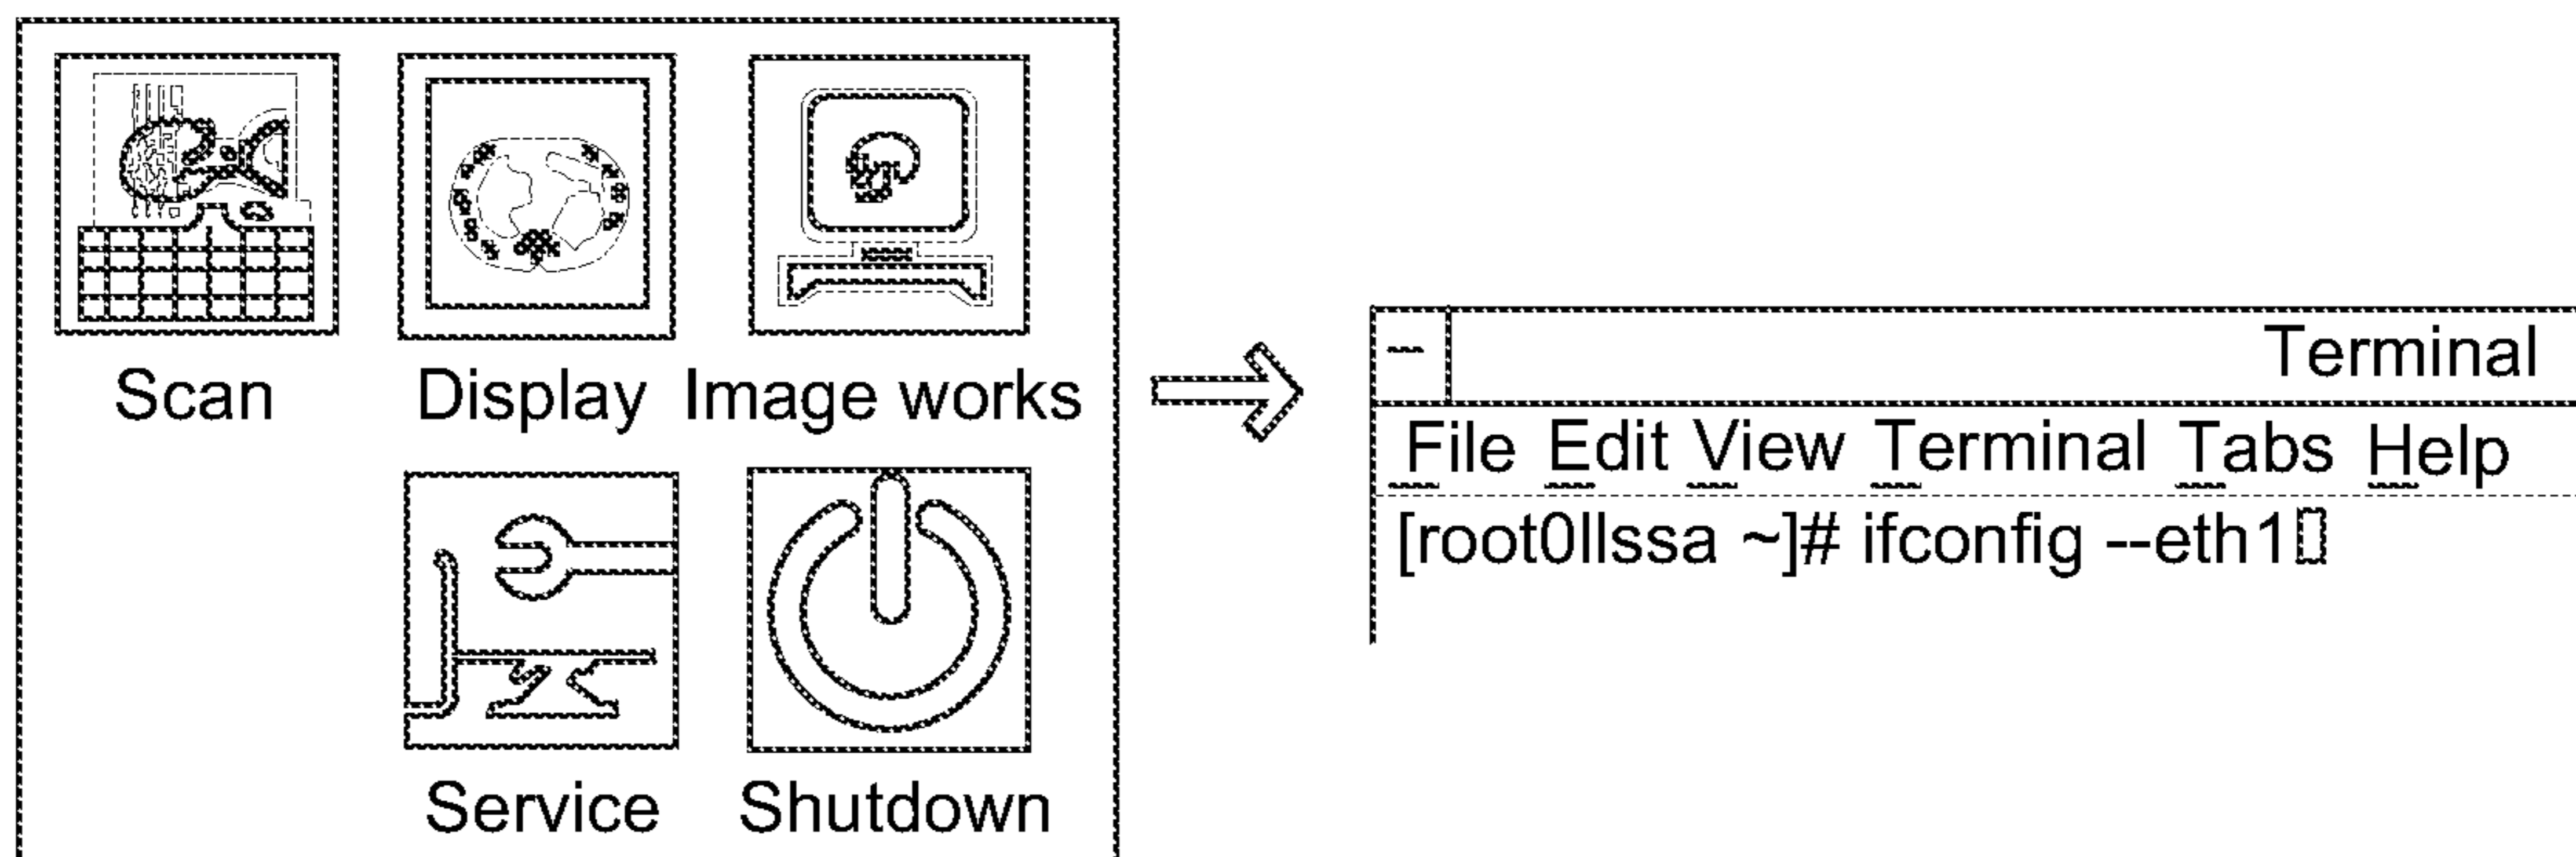 Scan Display Image works
Service Shutdown
Terminal
File Edit View Terminal Tabs Help
[root0llssa ~]# ifconfig --eth1